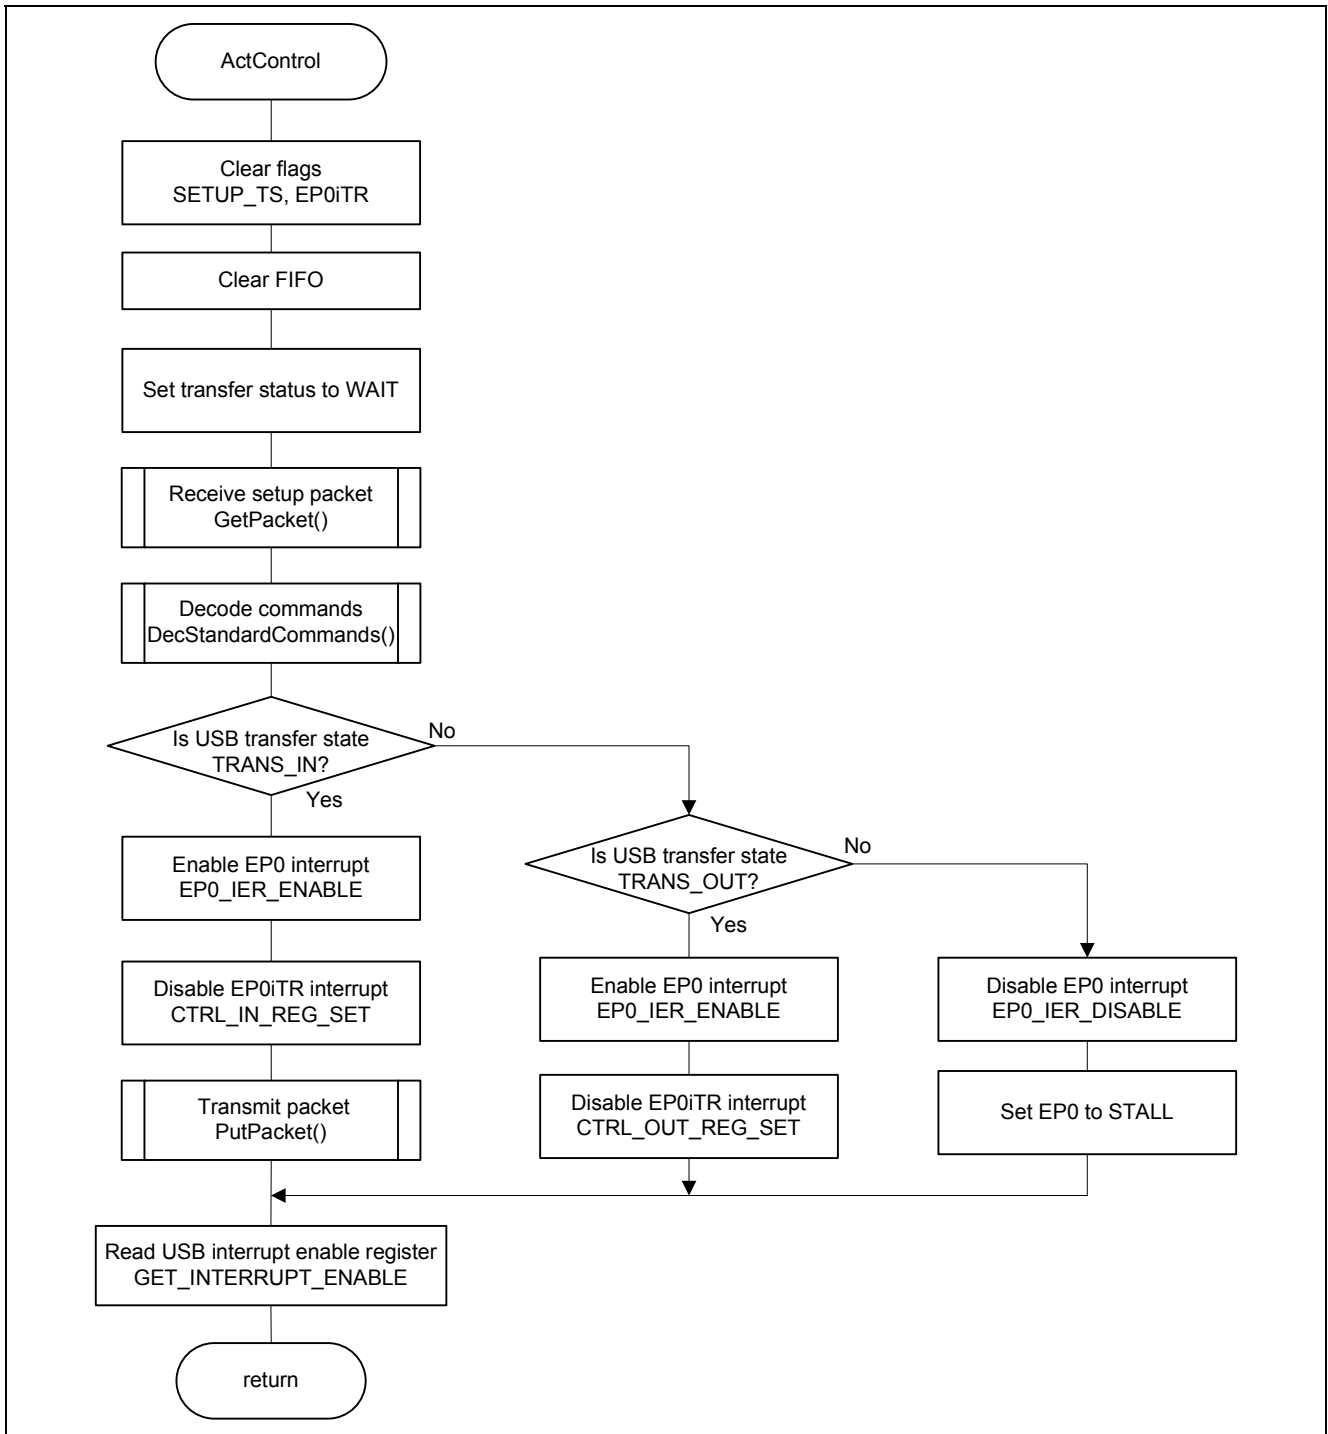 ActControl
Clear flags
SETUP_TS, EP0iTR
Clear FIFO
Set transfer status to WAIT
Receive setup packet
GetPacket()
Decode commands
DecStandardCommands()
Is USB transfer state
TRANS_IN?
No
Yes
Enable EP0 interrupt
EP0_IER_ENABLE
Disable EP0iTR interrupt
CTRL_IN_REG_SET
Transmit packet
PutPacket()
Is USB transfer state
TRANS_OUT?
No
Yes
Enable EP0 interrupt
EP0_IER_ENABLE
Disable EP0iTR interrupt
CTRL_OUT_REG_SET
Disable EP0 interrupt
EP0_IER_DISABLE
Set EP0 to STALL
Read USB interrupt enable register
GET_INTERRUPT_ENABLE
return